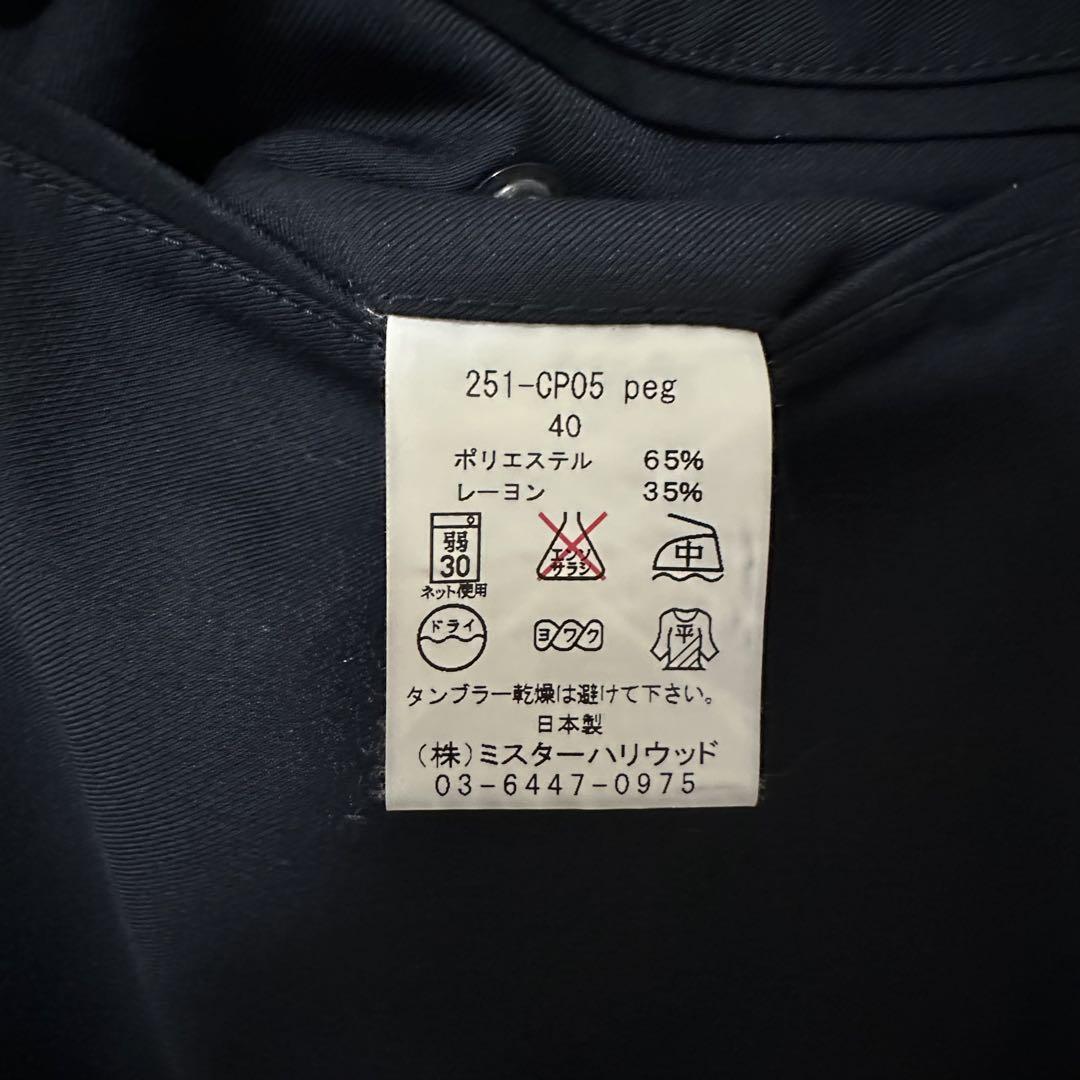 251-CP05 peg
40
ポリエステル 65%
レーヨン 35%
弱
30
ネット使用
エンソ
サラシ
中
ドライ
ヨワク
平
タンブラー乾燥は避けて下さい。
日本製
(株)ミスターハリウッド
03-6447-0975